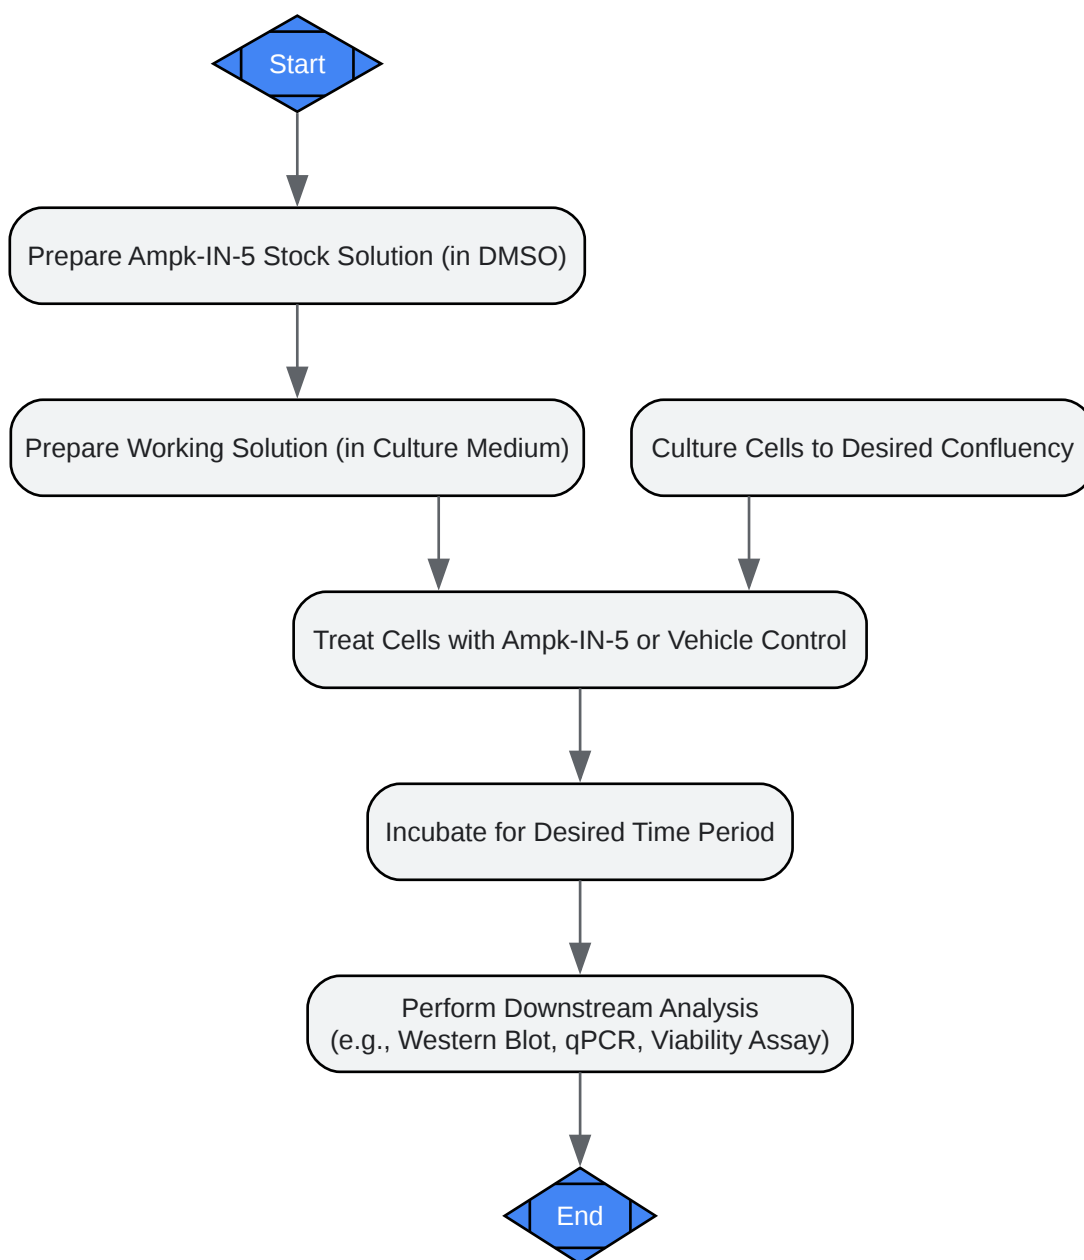 Start
Prepare Ampk-IN-5 Stock Solution (in DMSO)
Prepare Working Solution (in Culture Medium)
Culture Cells to Desired Confluency
Treat Cells with Ampk-IN-5 or Vehicle Control
Incubate for Desired Time Period
Perform Downstream Analysis
(e.g., Western Blot, qPCR, Viability Assay)
End